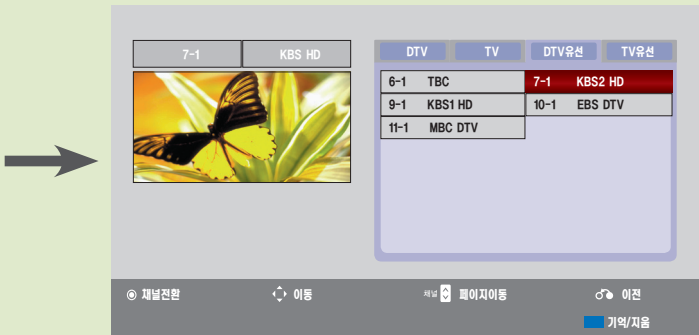 7-1 KBS HD
DTV TV DTV유선 TV유선
6-1 TBC 7-1 KBS2 HD
9-1 KBS1 HD 10-1 EBS DTV
11-1 MBC DTV
채널전환 이동 채널 페이지이동 이전
기억/지움